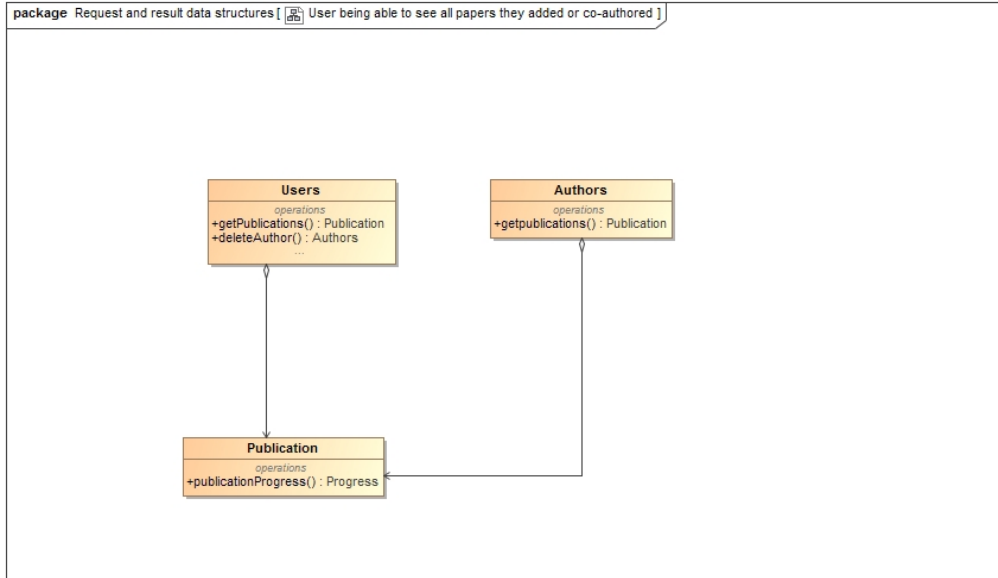 package Request and result data structures [ User being able to see all papers they added or co-authored ]
Users
operations
+getPublications() : Publication
+deleteAuthor() : Authors
...
Authors
operations
+getpublications() : Publication
Publication
operations
+publicationProgress() : Progress